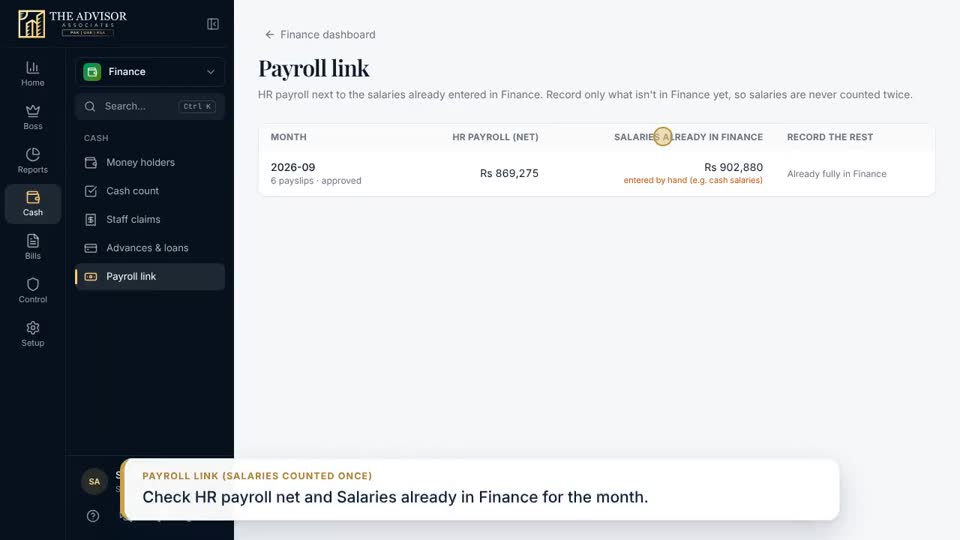 THE ADVISOR
ASSOCIATES
PAK | UAE | KSA
Home
Boss
Reports
Cash
Bills
Control
Setup
Finance
Search... Ctrl K
CASH
Money holders
Cash count
Staff claims
Advances & loans
Payroll link
SA
← Finance dashboard
Payroll link
HR payroll next to the salaries already entered in Finance. Record only what isn't in Finance yet, so salaries are never counted twice.
MONTH HR PAYROLL (NET) SALARIES ALREADY IN FINANCE RECORD THE REST
2026-09 Rs 869,275 Rs 902,880 Already fully in Finance
6 payslips · approved entered by hand (e.g. cash salaries)
PAYROLL LINK (SALARIES COUNTED ONCE)
Check HR payroll net and Salaries already in Finance for the month.